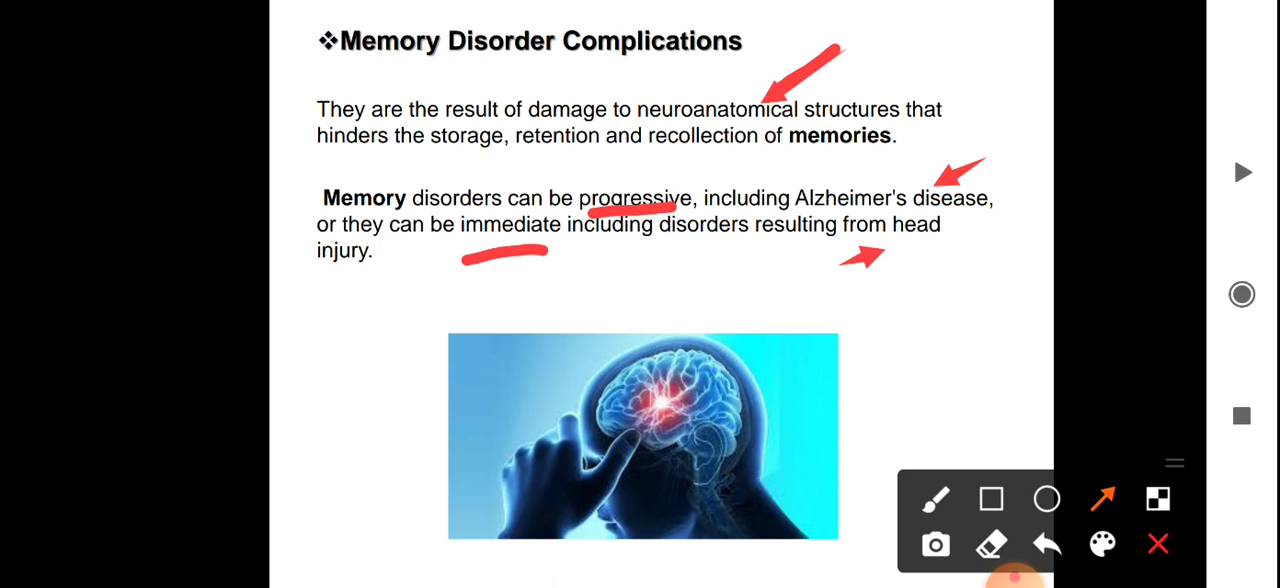 ❖Memory Disorder Complications
They are the result of damage to neuroanatomical structures that
hinders the storage, retention and recollection of memories.
Memory disorders can be progressive, including Alzheimer's disease,
or they can be immediate including disorders resulting from head
injury.